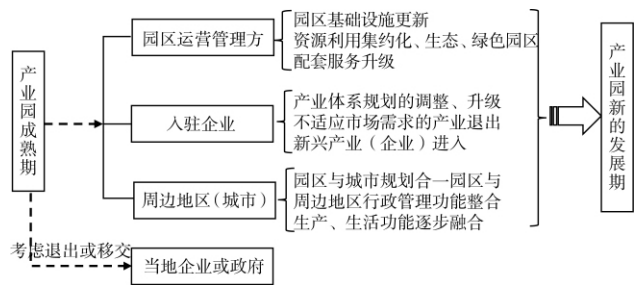 产业园成熟期
园区运营管理方
园区基础设施更新
资源利用集约化、生态、绿色园区
配套服务升级
入驻企业
产业体系规划的调整、升级
不适应市场需求的产业退出
新兴产业（企业）进入
周边地区(城市)
园区与城市规划合一园区与
周边地区行政管理功能整合
生产、生活功能逐步融合
产业园新的发展期
考虑退出或移交
当地企业或政府